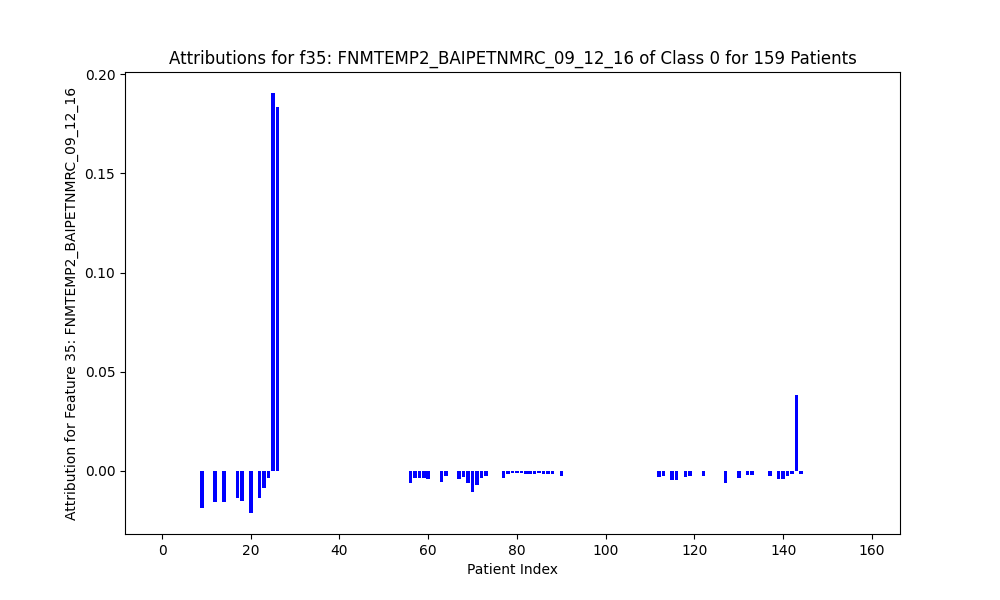 Attributions for f35: FNMTEMP2_BAIPETNMRC_09_12_16 of Class 0 for 159 Patients
Attribution for Feature 35: FNMTEMP2_BAIPETNMRC_09_12_16
0.20
0.15
0.10
0.05
0.00
0 20 40 60 80 100 120 140 160
Patient Index